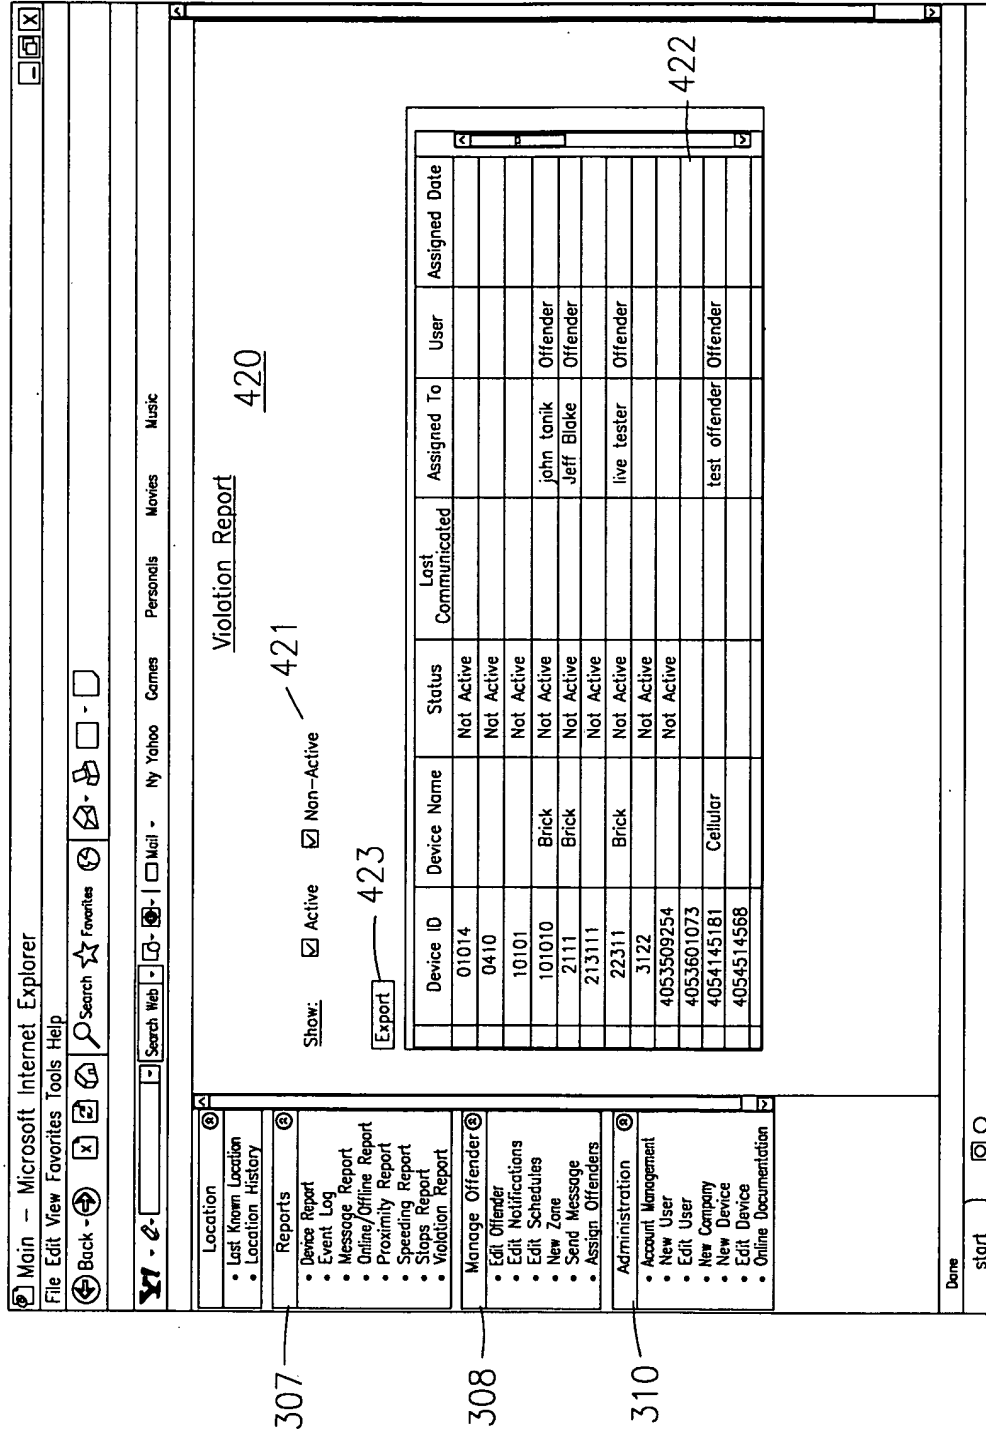 Main — Microsoft Internet Explorer
File Edit View Favorites Tools Help
Back Search Favorites
Y! Search Web Mail Ny Yahoo Games Personals Movies Music
Location
• Last Known Location
• Location History
Reports
• Device Report
• Event Log
• Message Report
• Online/Offline Report
• Proximity Report
• Speeding Report
• Stops Report
• Violation Report
Manage Offender
• Edit Offender
• Edit Notifications
• Edit Schedules
• New Zone
• Send Message
• Assign Offenders
Administration
• Account Management
• New User
• Edit User
• New Company
• New Device
• Edit Device
• Online Documentation
307
308
310
Violation Report
420
Show: Active Non-Active
421
Export
423
Device ID Device Name Status Last Communicated Assigned To User Assigned Date
01014 Not Active
0410 Not Active
10101 Not Active
101010 Brick Not Active john tanik Offender
2111 Brick Not Active Jeff Blake Offender
213111 Not Active
22311 Brick Not Active live tester Offender
3122 Not Active
4053509254 Not Active
4053601073
4054145181 Cellular test offender Offender
4054514568
422
Done
start